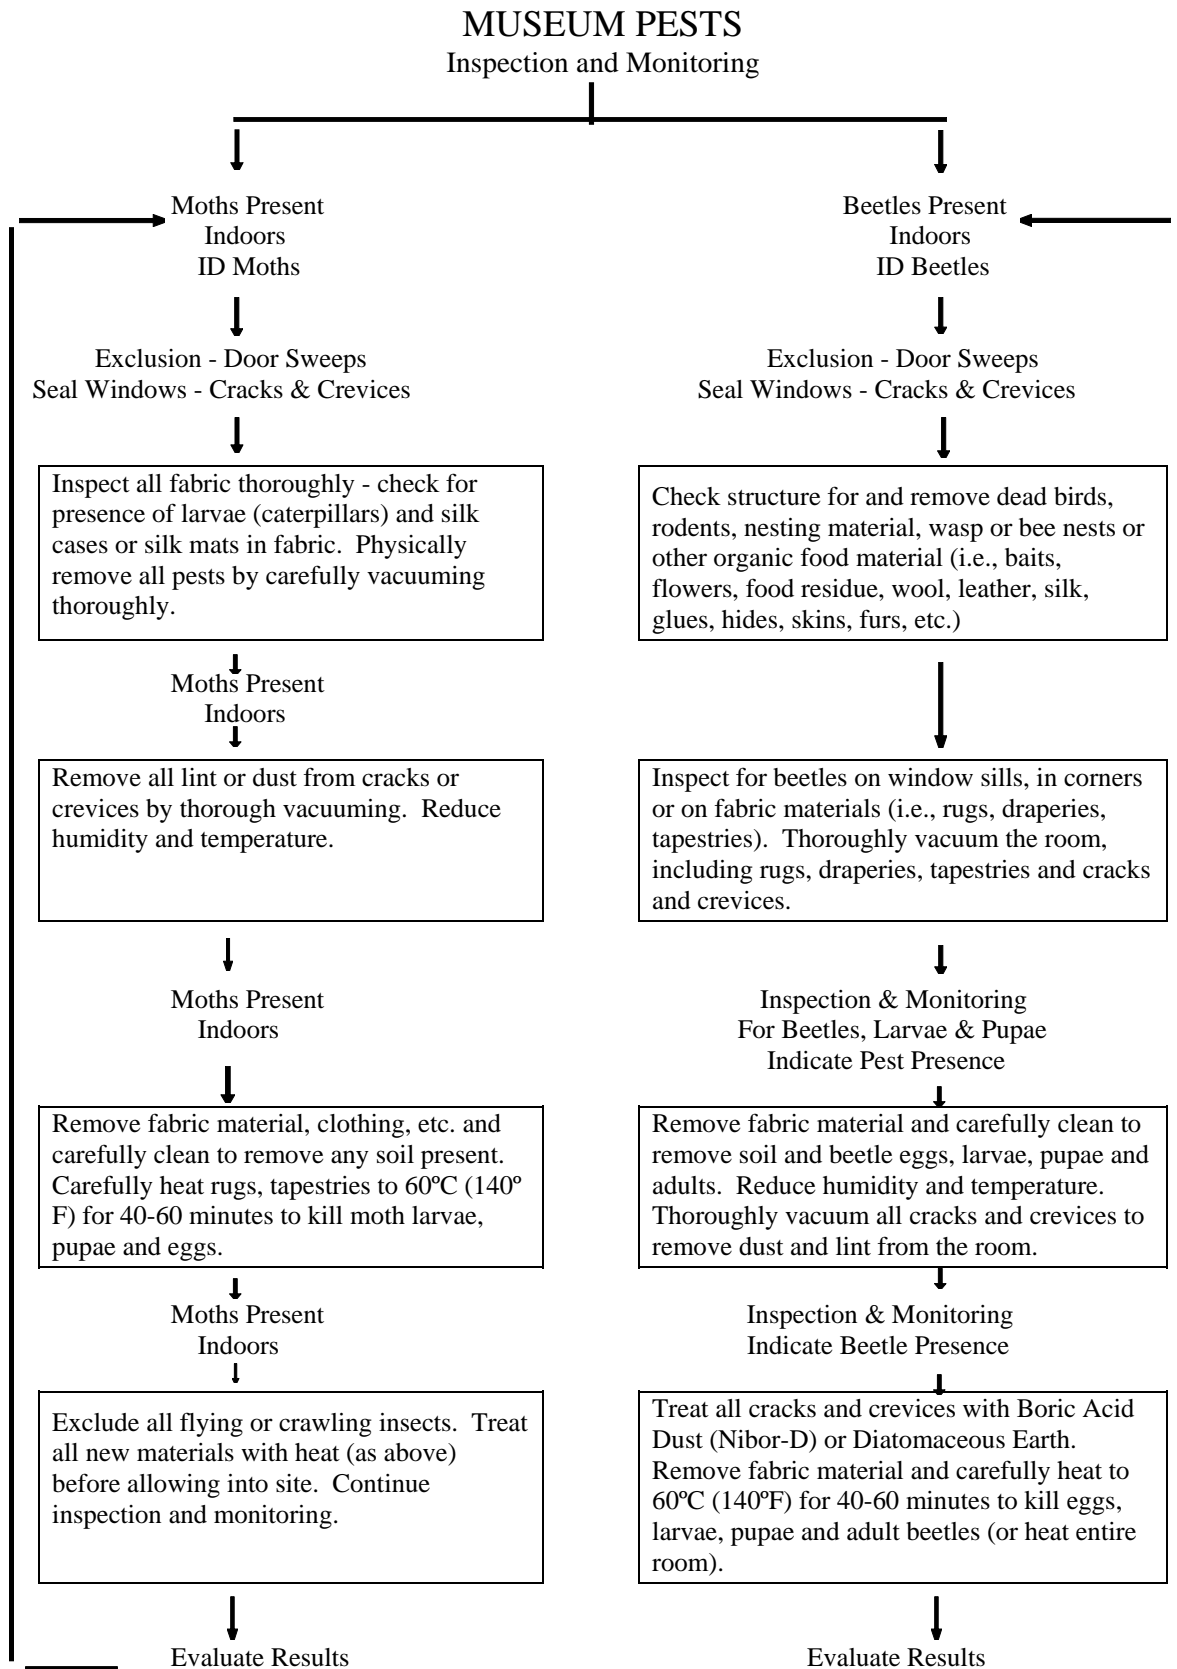 MUSEUM PESTS
Inspection and Monitoring
Moths Present
Indoors
ID Moths
Exclusion - Door Sweeps
Seal Windows - Cracks & Crevices
Inspect all fabric thoroughly - check for
presence of larvae (caterpillars) and silk
cases or silk mats in fabric. Physically
remove all pests by carefully vacuuming
thoroughly.
Moths Present
Indoors
Remove all lint or dust from cracks or
crevices by thorough vacuuming. Reduce
humidity and temperature.
Moths Present
Indoors
Remove fabric material, clothing, etc. and
carefully clean to remove any soil present.
Carefully heat rugs, tapestries to 60ºC (140º
F) for 40-60 minutes to kill moth larvae,
pupae and eggs.
Moths Present
Indoors
Exclude all flying or crawling insects. Treat
all new materials with heat (as above)
before allowing into site. Continue
inspection and monitoring.
Evaluate Results
Beetles Present
Indoors
ID Beetles
Exclusion - Door Sweeps
Seal Windows - Cracks & Crevices
Check structure for and remove dead birds,
rodents, nesting material, wasp or bee nests or
other organic food material (i.e., baits,
flowers, food residue, wool, leather, silk,
glues, hides, skins, furs, etc.)
Inspect for beetles on window sills, in corners
or on fabric materials (i.e., rugs, draperies,
tapestries). Thoroughly vacuum the room,
including rugs, draperies, tapestries and cracks
and crevices.
Inspection & Monitoring
For Beetles, Larvae & Pupae
Indicate Pest Presence
Remove fabric material and carefully clean to
remove soil and beetle eggs, larvae, pupae and
adults. Reduce humidity and temperature.
Thoroughly vacuum all cracks and crevices to
remove dust and lint from the room.
Inspection & Monitoring
Indicate Beetle Presence
Treat all cracks and crevices with Boric Acid
Dust (Nibor-D) or Diatomaceous Earth.
Remove fabric material and carefully heat to
60ºC (140ºF) for 40-60 minutes to kill eggs,
larvae, pupae and adult beetles (or heat entire
room).
Evaluate Results